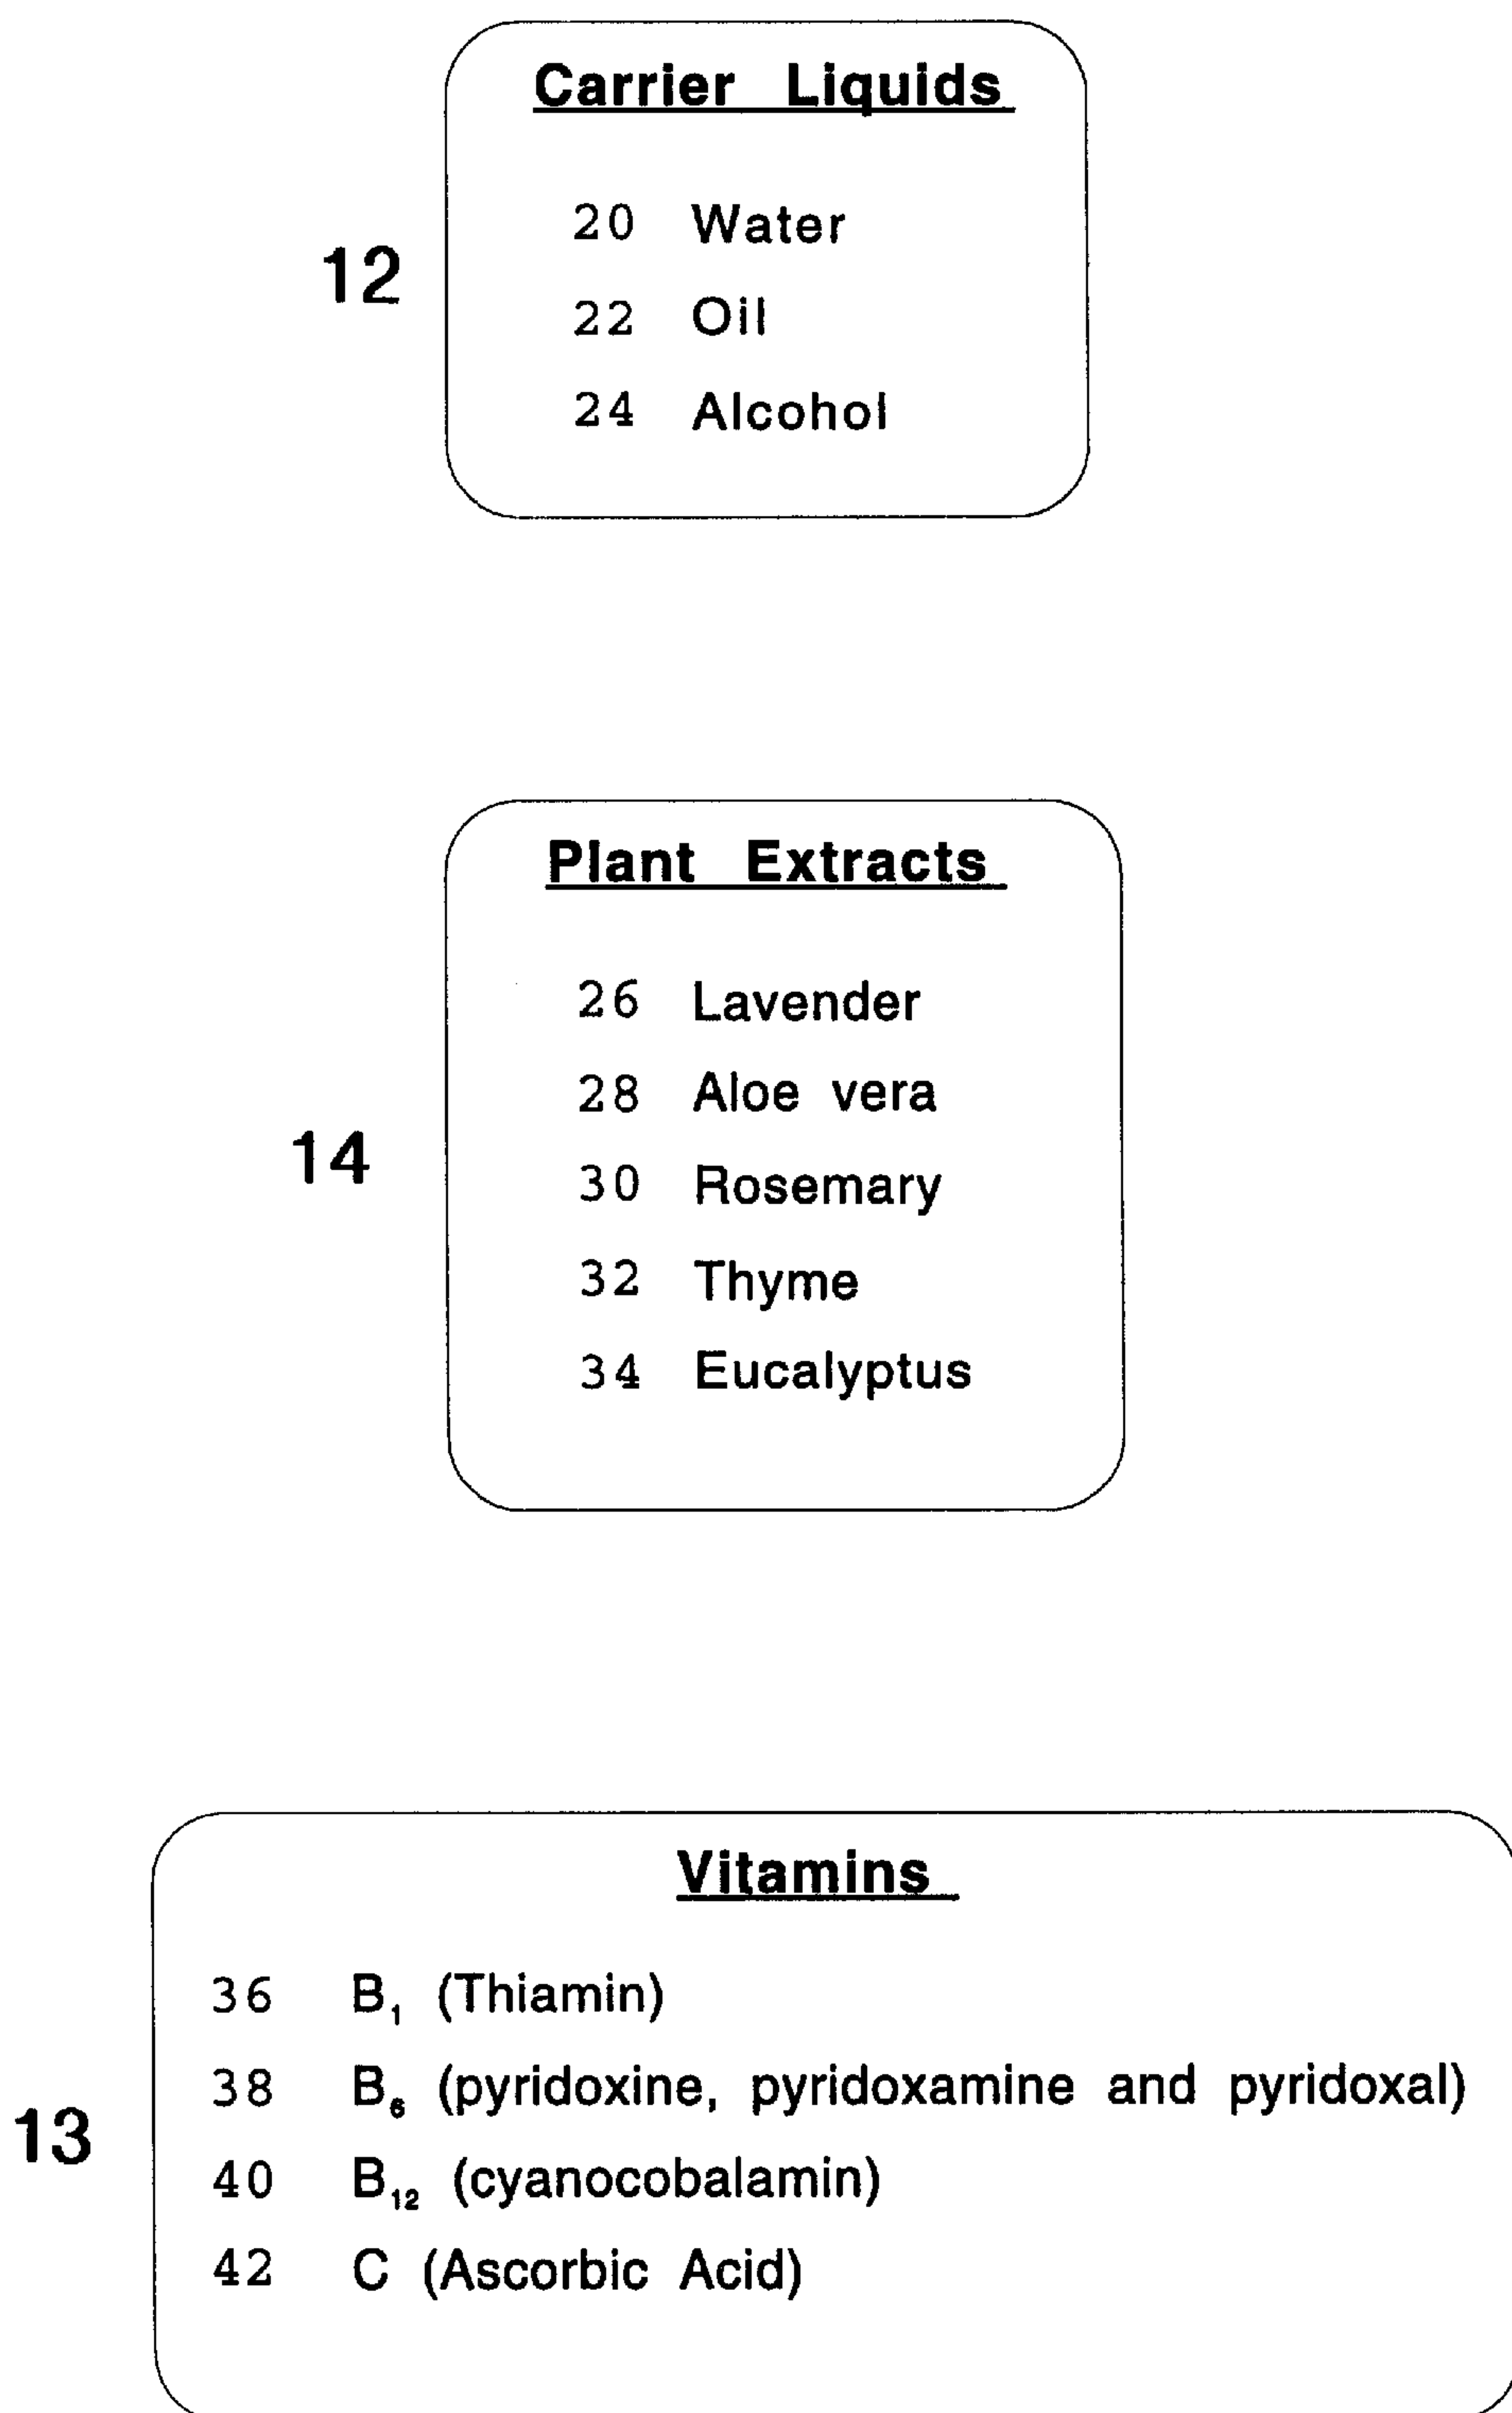 Carrier Liquids
12
20 Water
22 Oil
24 Alcohol
Plant Extracts
14
26 Lavender
28 Aloe vera
30 Rosemary
32 Thyme
34 Eucalyptus
Vitamins
13
36 B₁ (Thiamin)
38 B₆ (pyridoxine, pyridoxamine and pyridoxal)
40 B₁₂ (cyanocobalamin)
42 C (Ascorbic Acid)